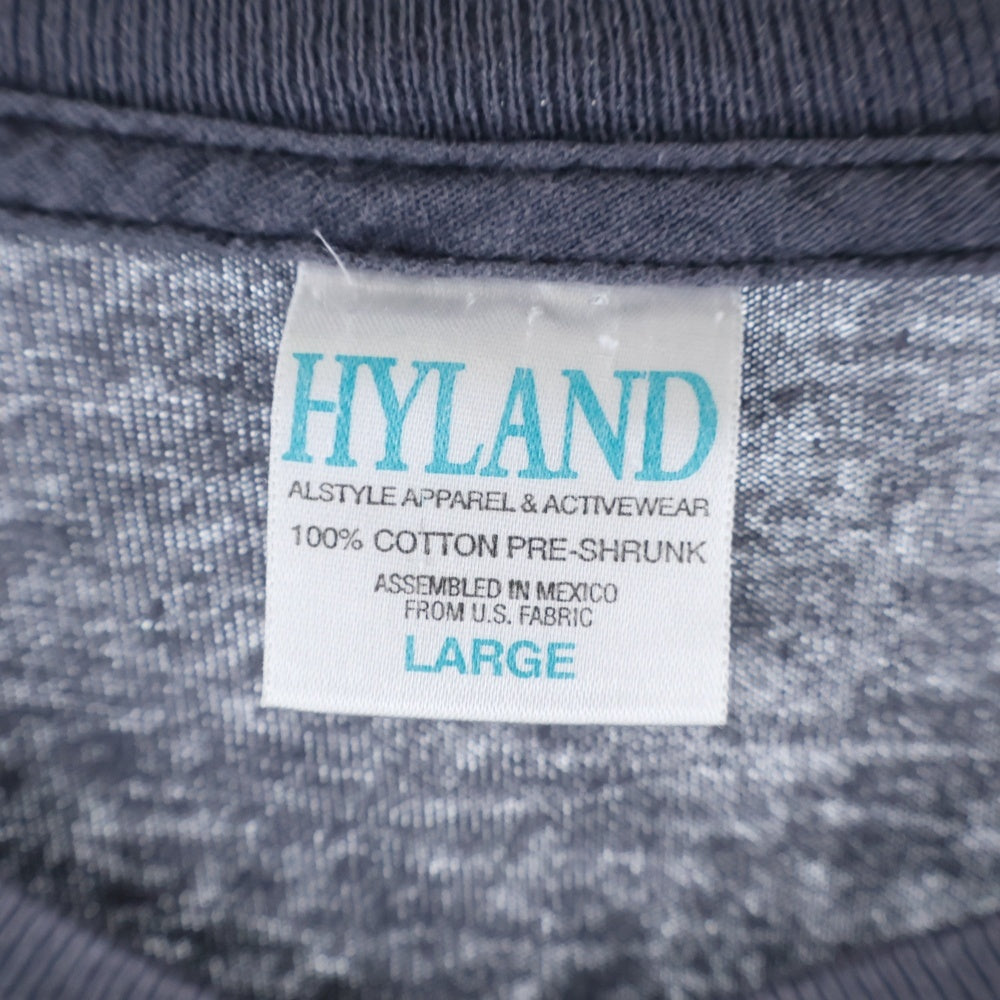 HYLAND
ALSTYLE APPAREL & ACTIVEWEAR
100% COTTON PRE-SHRUNK
ASSEMBLED IN MEXICO
FROM U.S. FABRIC
LARGE